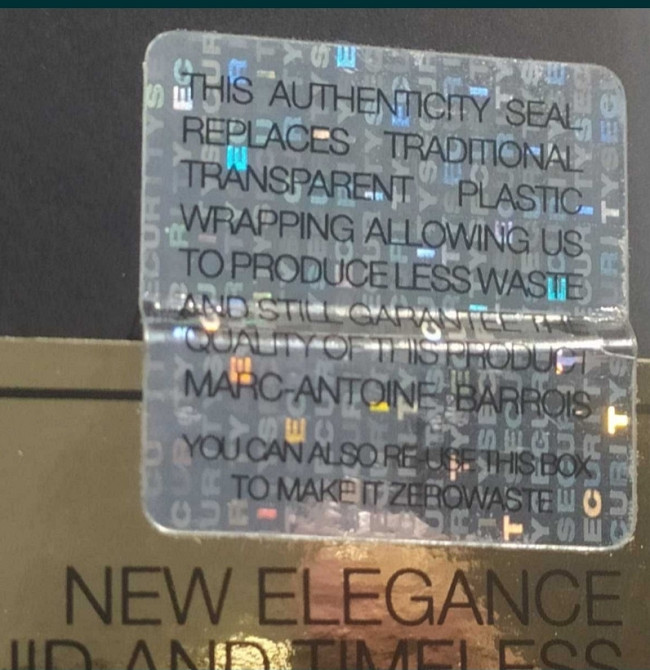 THIS AUTHENTICITY SEAL
REPLACES TRADITIONAL
TRANSPARENT PLASTIC
WRAPPING ALLOWING US
TO PRODUCE LESS WASTE
AND STILL GARANTEE THE
QUALITY OF THIS PRODUCT
MARC-ANTOINE BARROIS
YOU CAN ALSO RE-USE THIS BOX
TO MAKE IT ZEROWASTE
NEW ELEGANCE
AND TIMELESS